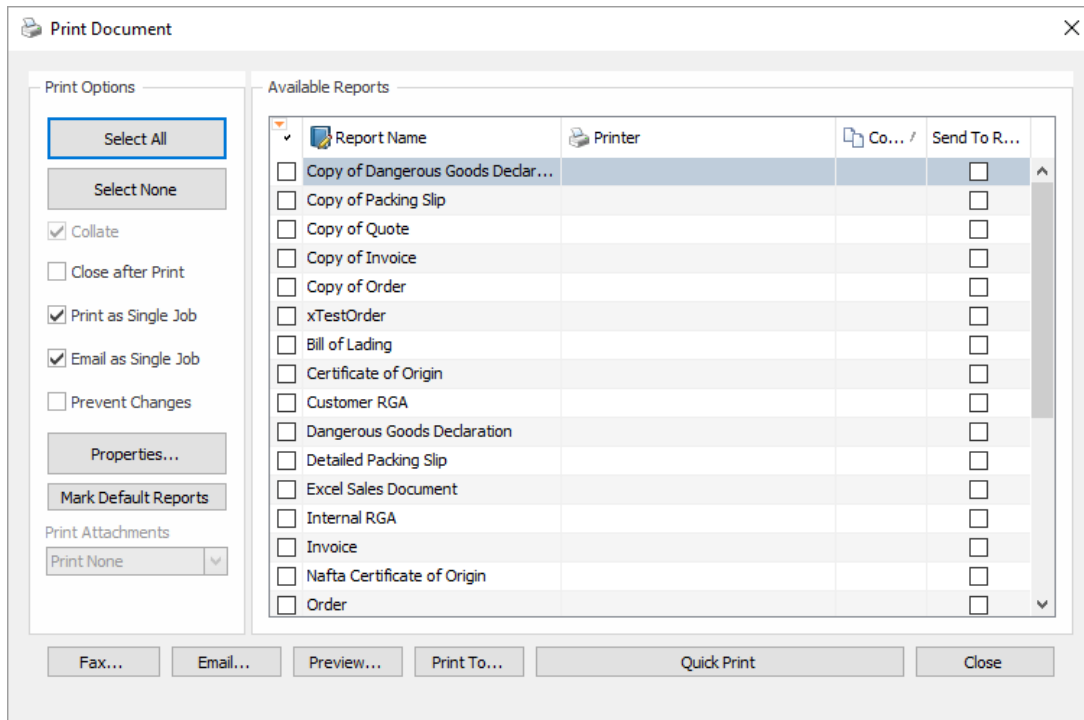 Print Document
Print Options
Select All
Select None
Collate
Close after Print
Print as Single Job
Email as Single Job
Prevent Changes
Properties...
Mark Default Reports
Print Attachments
Print None
Available Reports
Report Name Printer Co... Send To R...
Copy of Dangerous Goods Declar...
Copy of Packing Slip
Copy of Quote
Copy of Invoice
Copy of Order
xTestOrder
Bill of Lading
Certificate of Origin
Customer RGA
Dangerous Goods Declaration
Detailed Packing Slip
Excel Sales Document
Internal RGA
Invoice
Nafta Certificate of Origin
Order
Fax... Email... Preview... Print To... Quick Print Close